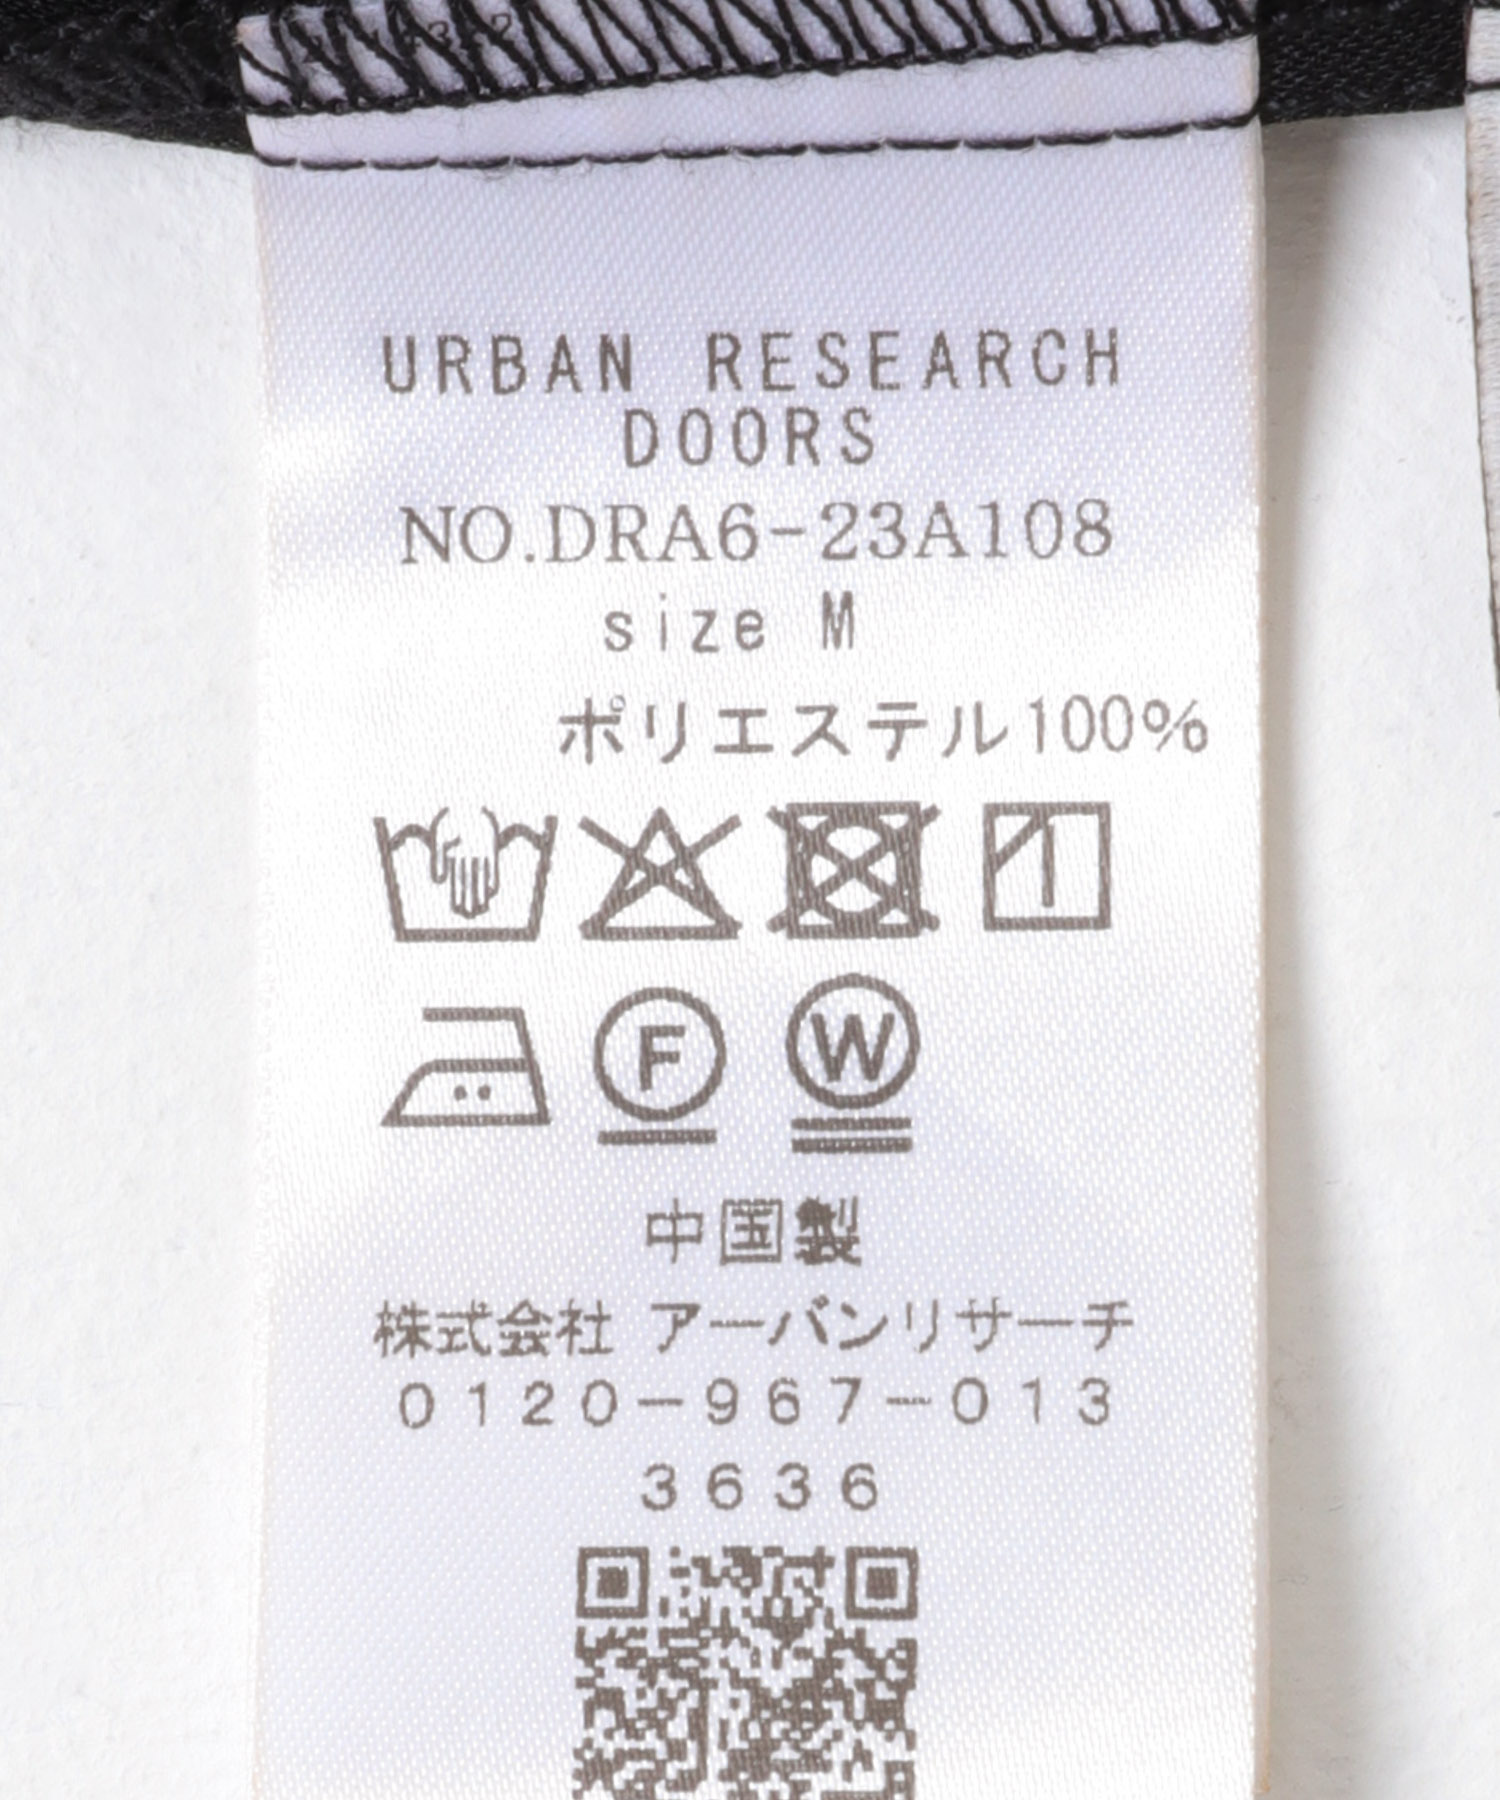 URBAN RESEARCH
DOORS
NO.DRA6-23A108
size M
ポリエステル100%
F
W
中国製
株式会社 アーバンリサーチ
0120-967-013
3636